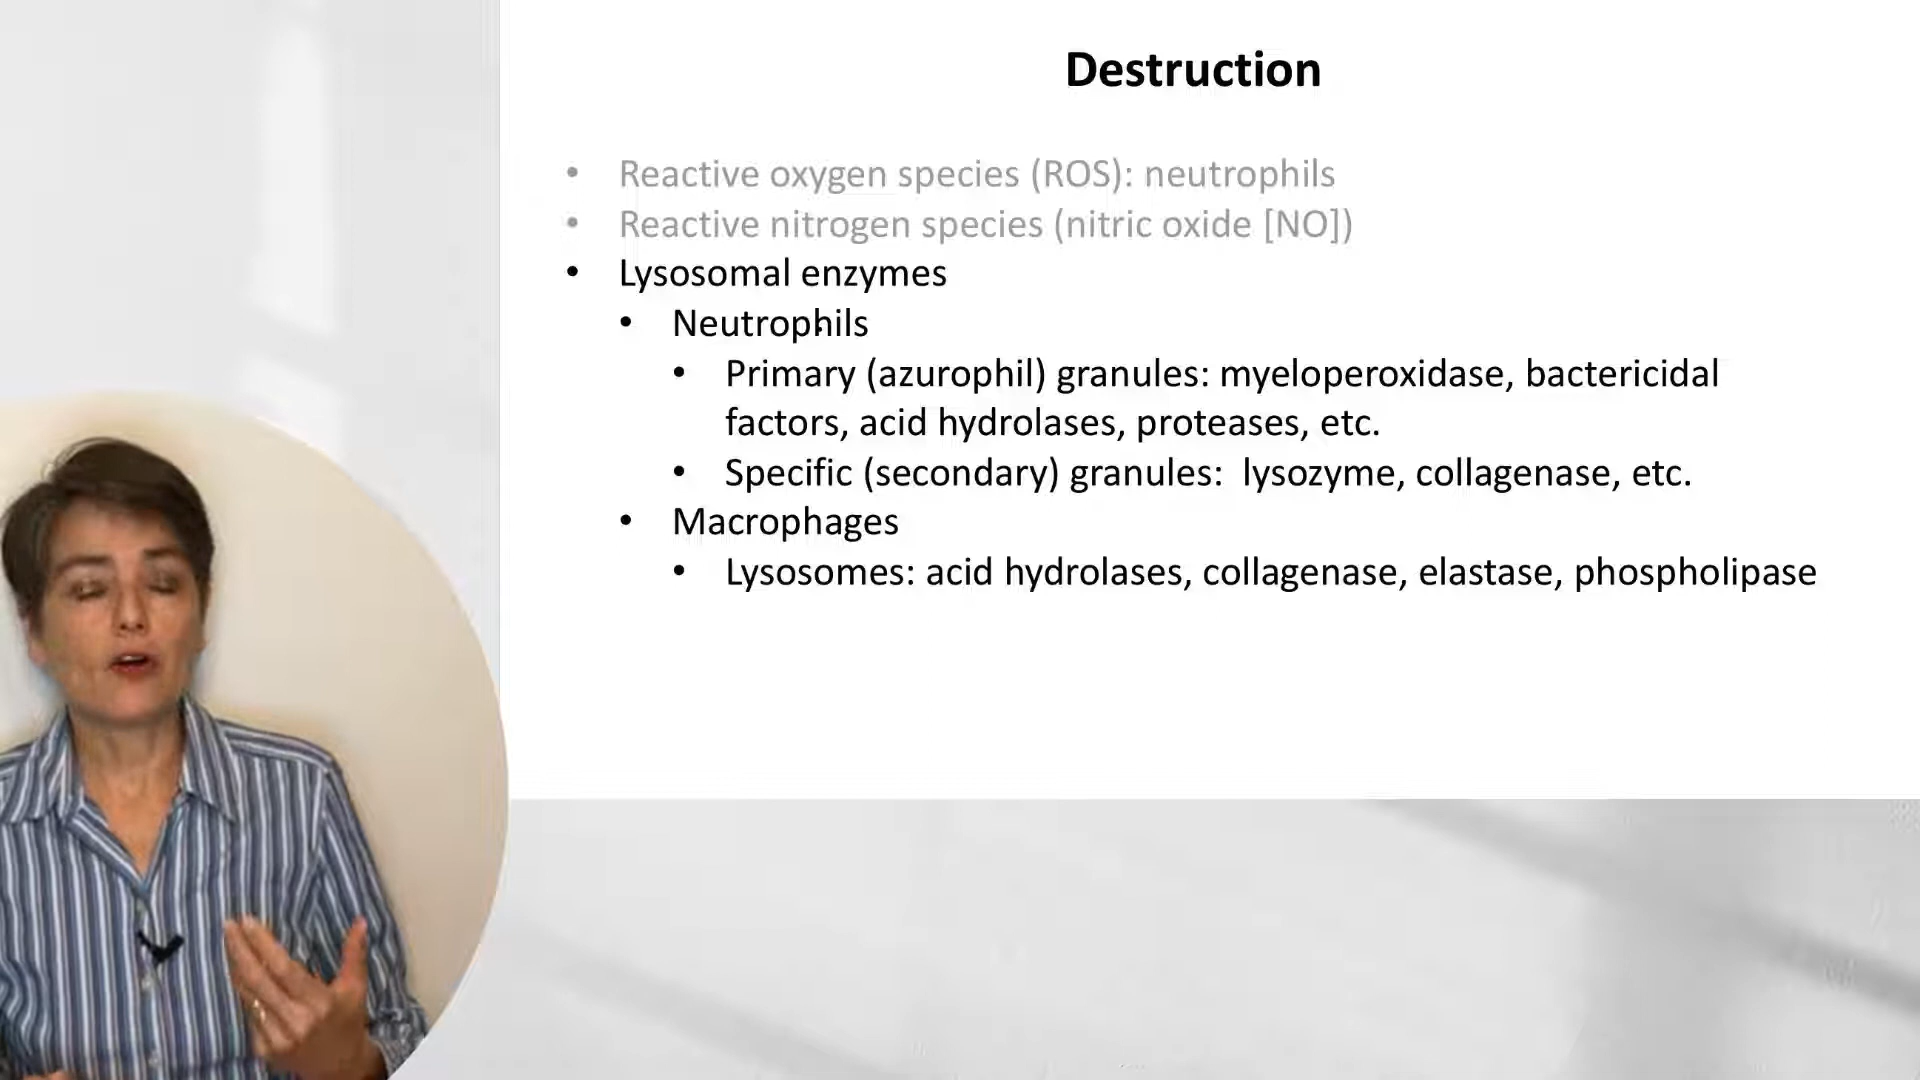 Destruction
• Reactive oxygen species (ROS): neutrophils
• Reactive nitrogen species (nitric oxide [NO])
• Lysosomal enzymes
• Neutrophils
• Primary (azurophil) granules: myeloperoxidase, bactericidal
factors, acid hydrolases, proteases, etc.
• Specific (secondary) granules:  lysozyme, collagenase, etc.
• Macrophages
• Lysosomes: acid hydrolases, collagenase, elastase, phospholipase